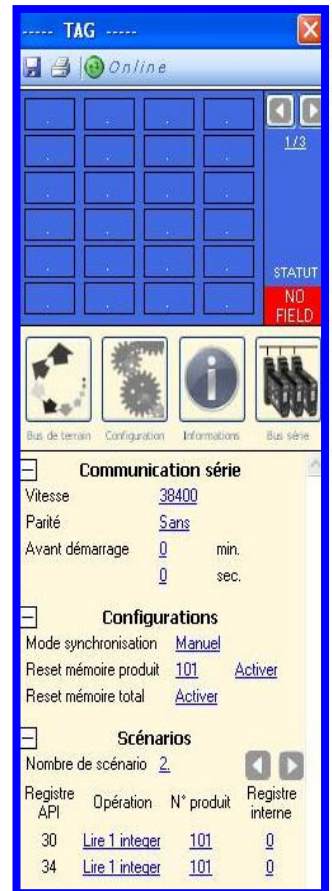 ----- TAG -----
Online
1/3
STATUT
NO
FIELD
Bus de terrain Configuration Informations Bus série
Communication série
Vitesse 38400
Parité Sans
Avant démarrage 0 min.
0 sec.
Configurations
Mode synchronisation Manuel
Reset mémoire produit 101 Activer
Reset mémoire total Activer
Scénarios
Nombre de scénario 2.
Registre API Opération N° produit Registre interne
30 Lire 1 integer 101 0
34 Lire 1 integer 101 0